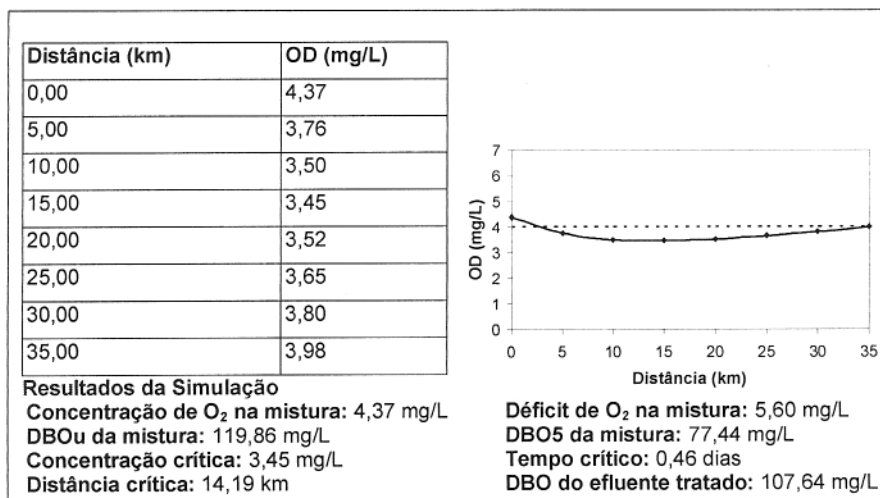 Distância (km) OD (mg/L)
0,00 4,37
5,00 3,76
10,00 3,50
15,00 3,45
20,00 3,52
25,00 3,65
30,00 3,80
35,00 3,98
7
6
5
4
3
2
1
0
OD (mg/L)
0 5 10 15 20 25 30 35
Distância (km)
Resultados da Simulação
Concentração de O₂ na mistura: 4,37 mg/L
DBOu da mistura: 119,86 mg/L
Concentração crítica: 3,45 mg/L
Distância crítica: 14,19 km
Déficit de O₂ na mistura: 5,60 mg/L
DBO5 da mistura: 77,44 mg/L
Tempo crítico: 0,46 dias
DBO do efluente tratado: 107,64 mg/L